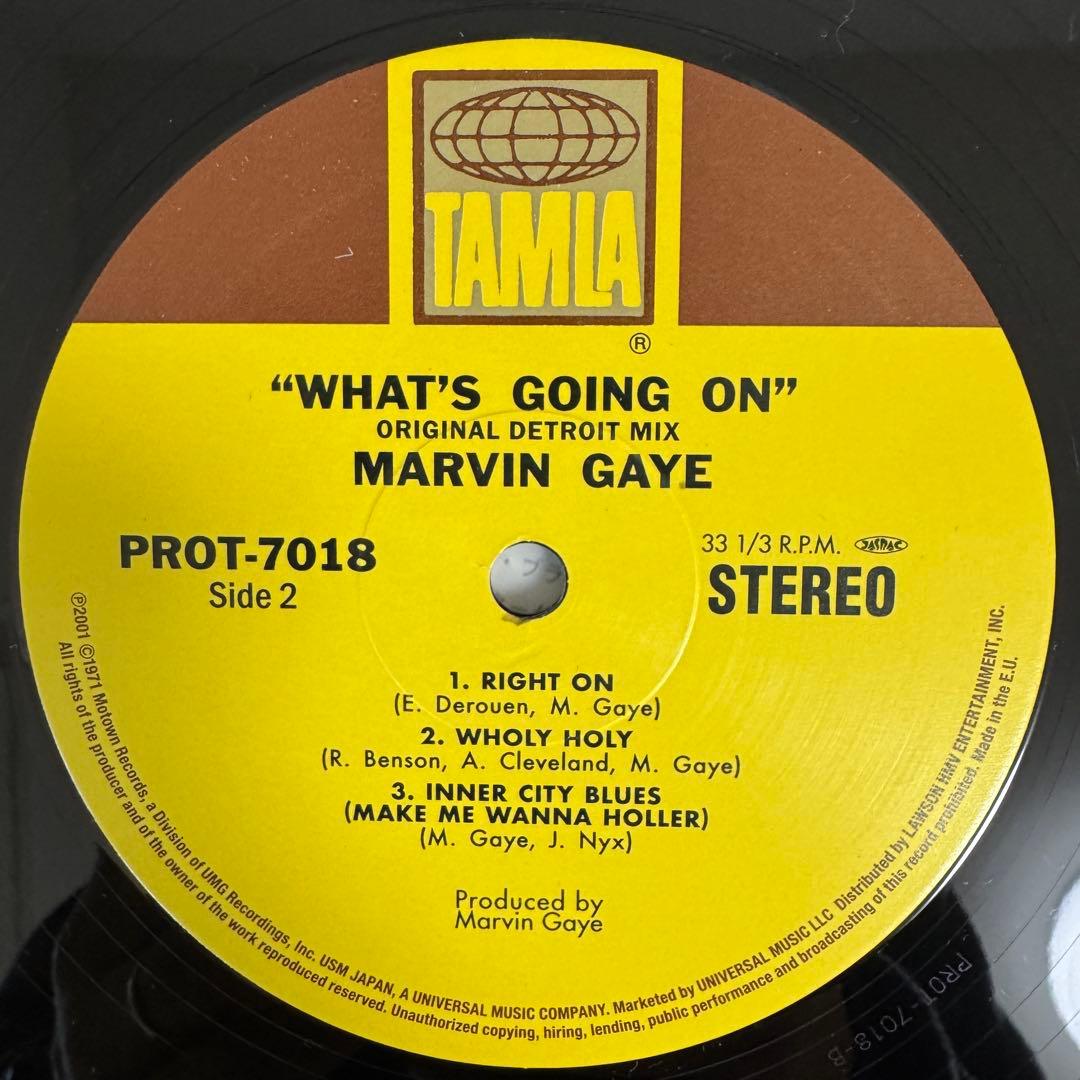 TAMLA
®
“WHAT’S GOING ON”
ORIGINAL DETROIT MIX
MARVIN GAYE
PROT-7018
Side 2
33 1/3 R.P.M. JASRAC
STEREO
1. RIGHT ON
(E. Derouen, M. Gaye)
2. WHOLY HOLY
(R. Benson, A. Cleveland, M. Gaye)
3. INNER CITY BLUES
(MAKE ME WANNA HOLLER)
(M. Gaye, J. Nyx)
Produced by
Marvin Gaye
℗2001 ©1971 Motown Records, a Division of UMG Recordings, Inc. USM JAPAN, A UNIVERSAL MUSIC COMPANY. Marketed by UNIVERSAL MUSIC LLC Distributed by LAWSON HMV ENTERTAINMENT, INC.
All rights of the producer and of the owner of the work reproduced reserved. Unauthorized copying, hiring, lending, public performance and broadcasting of this record prohibited. Made in the E.U.
PROT-7018-B